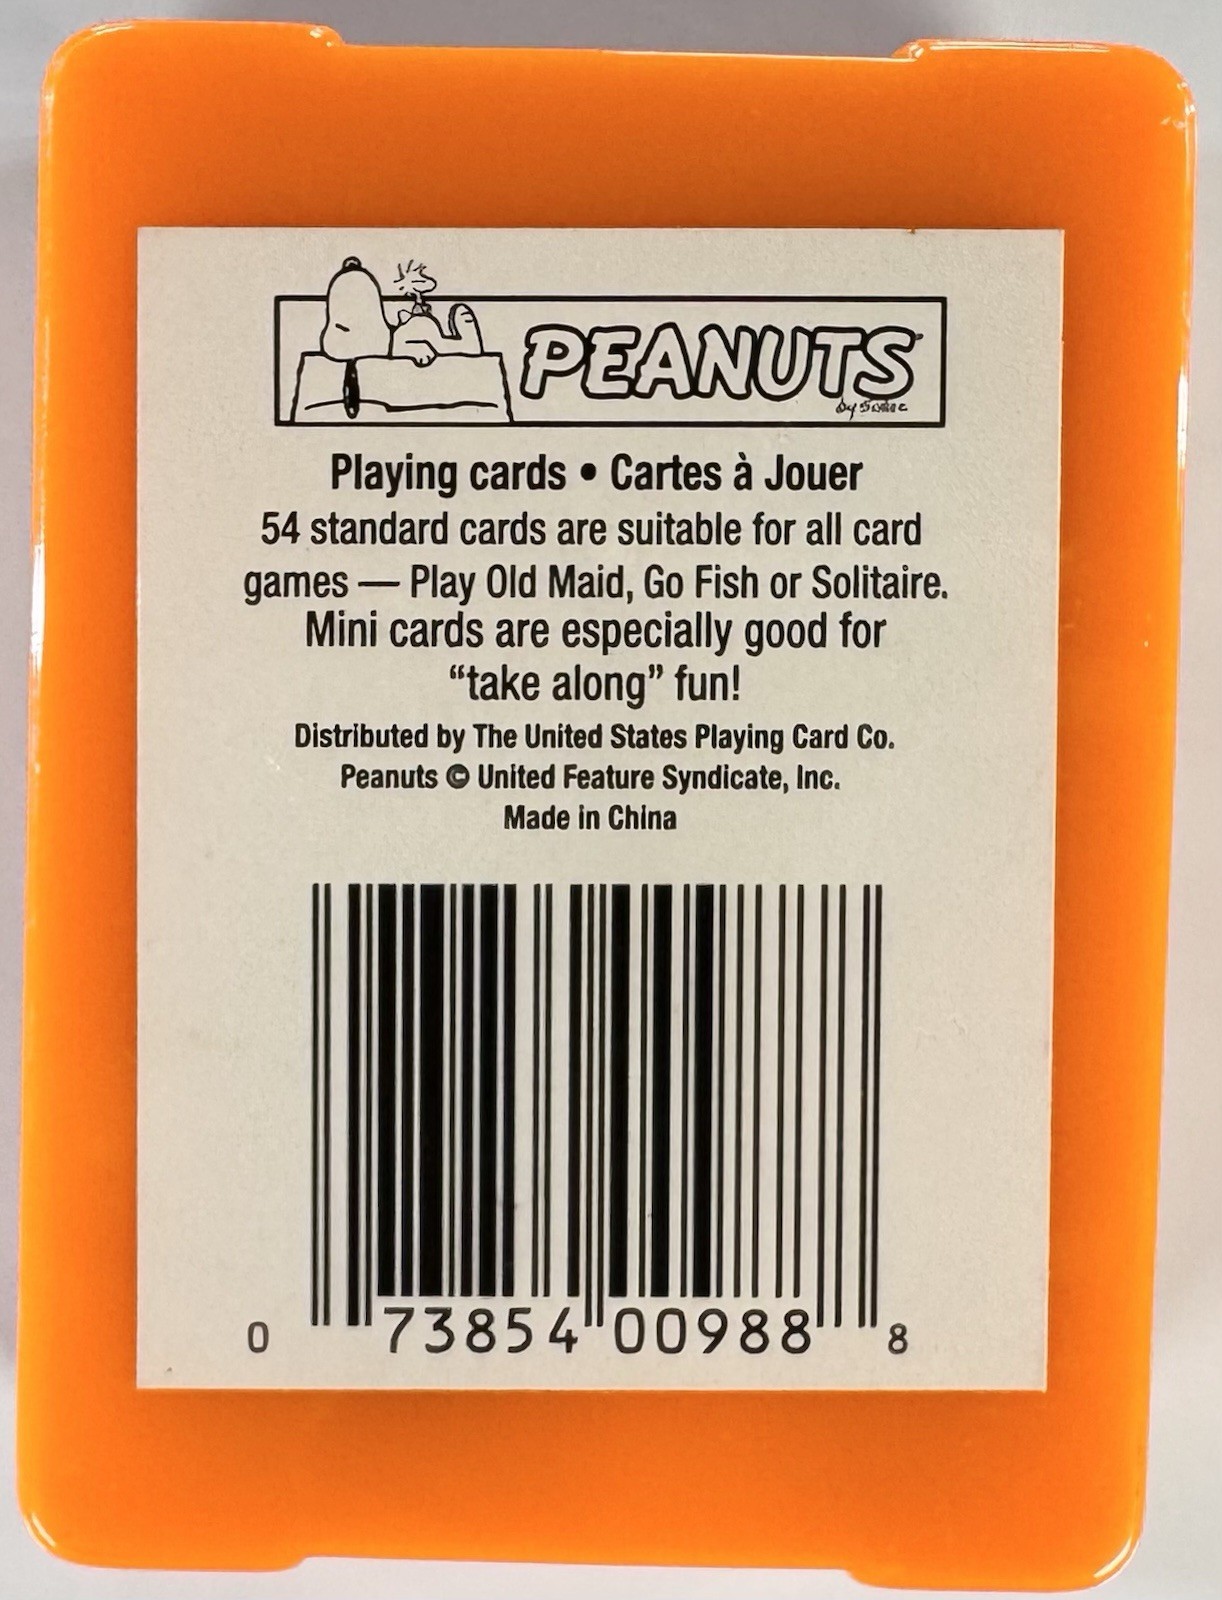 PEANUTS
Playing cards • Cartes à Jouer
54 standard cards are suitable for all card
games — Play Old Maid, Go Fish or Solitaire.
Mini cards are especially good for
“take along” fun!
Distributed by The United States Playing Card Co.
Peanuts © United Feature Syndicate, Inc.
Made in China
0 73854 00988 8